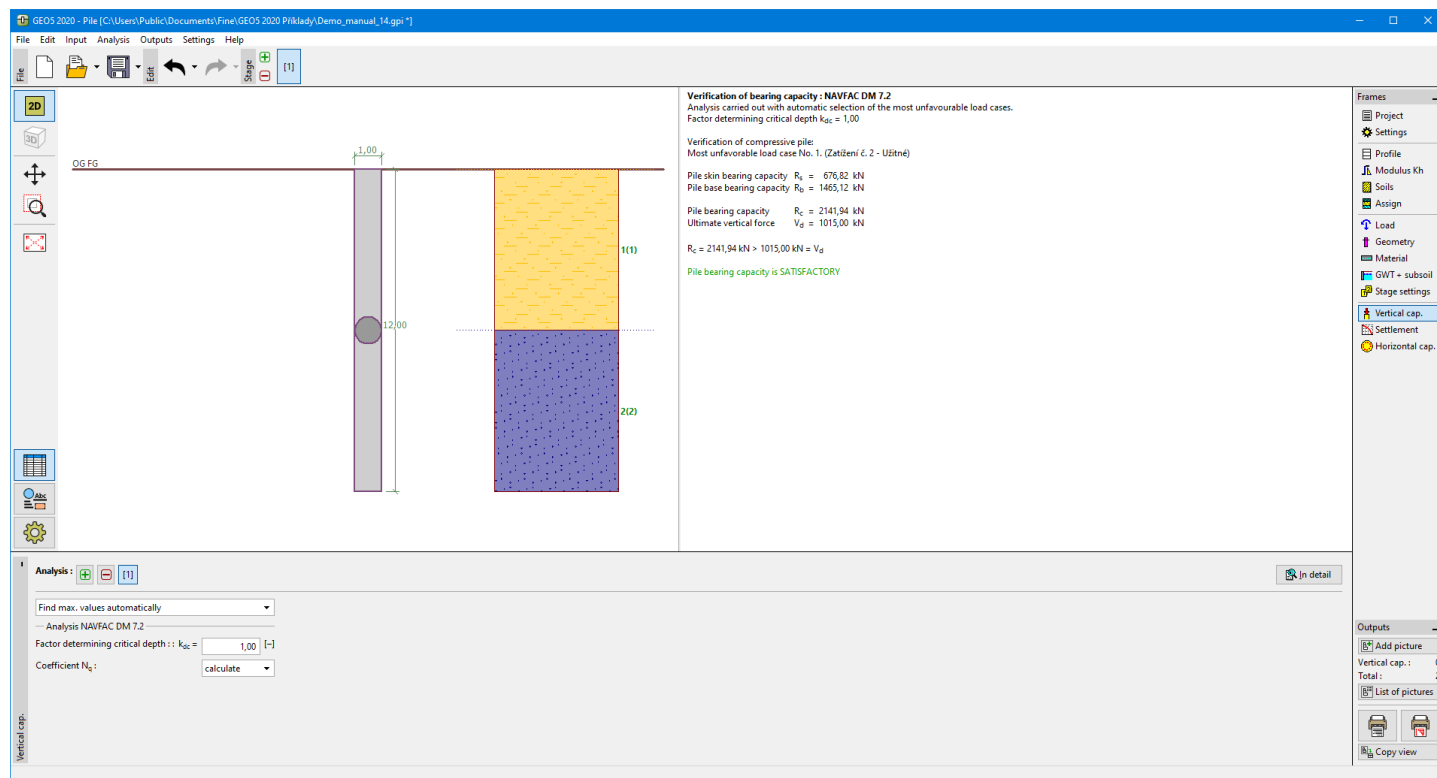 GEO5 2020 - Pile [C:\Users\Public\Documents\Fine\GEO5 2020 Příklady\Demo_manual_14.gpi *]
File Edit Input Analysis Outputs Settings Help
File
Edit
Stage
[1]
2D
3D
OG FG
1,00
12,00
1(1)
2(2)
Abc
Verification of bearing capacity : NAVFAC DM 7.2
Analysis carried out with automatic selection of the most unfavourable load cases.
Factor determining critical depth kdc = 1,00
Verification of compressive pile:
Most unfavorable load case No. 1. (Zatížení č. 2 - Užitné)
Pile skin bearing capacity Rs = 676,82 kN
Pile base bearing capacity Rb = 1465,12 kN
Pile bearing capacity Rc = 2141,94 kN
Ultimate vertical force Vd = 1015,00 kN
Rc = 2141,94 kN > 1015,00 kN = Vd
Pile bearing capacity is SATISFACTORY
Frames
Project
Settings
Profile
Modulus Kh
Soils
Assign
Load
Geometry
Material
GWT + subsoil
Stage settings
Vertical cap.
Settlement
Horizontal cap.
Analysis : [1]
In detail
Find max. values automatically
Analysis NAVFAC DM 7.2
Factor determining critical depth : : kdc = 1,00 [–]
Coefficient Nq : calculate
Vertical cap.
Outputs
Add picture
Vertical cap. :
Total :
List of pictures
Copy view